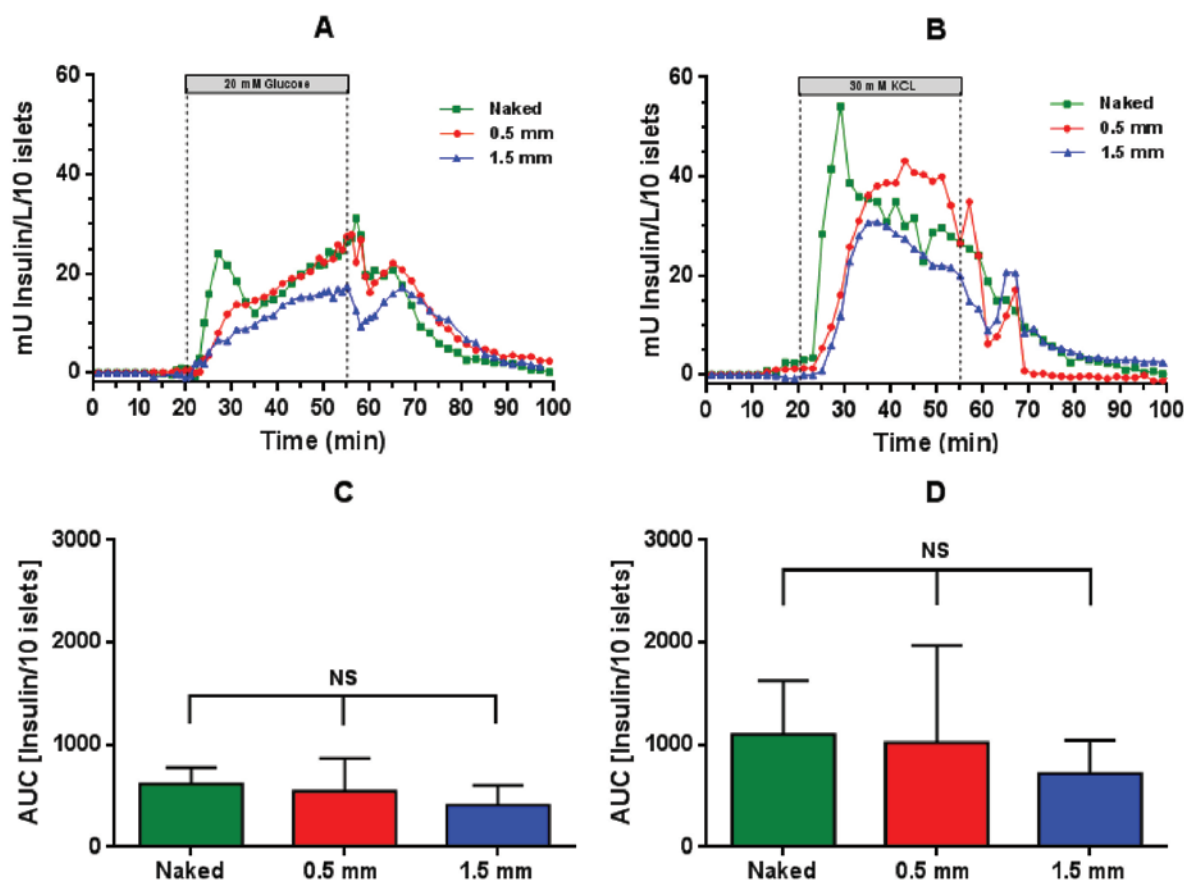 A
20 mM Glucose
60
40
20
0
mU Insulin/L/10 islets
Naked
0.5 mm
1.5 mm
0 10 20 30 40 50 60 70 80 90 100
Time (min)
B
30 mM KCL
60
40
20
0
mU Insulin/L/10 islets
Naked
0.5 mm
1.5 mm
0 10 20 30 40 50 60 70 80 90 100
Time (min)
C
3000
2000
1000
0
AUC [Insulin/10 islets]
NS
Naked 0.5 mm 1.5 mm
D
3000
2000
1000
0
AUC [Insulin/10 islets]
NS
Naked 0.5 mm 1.5 mm